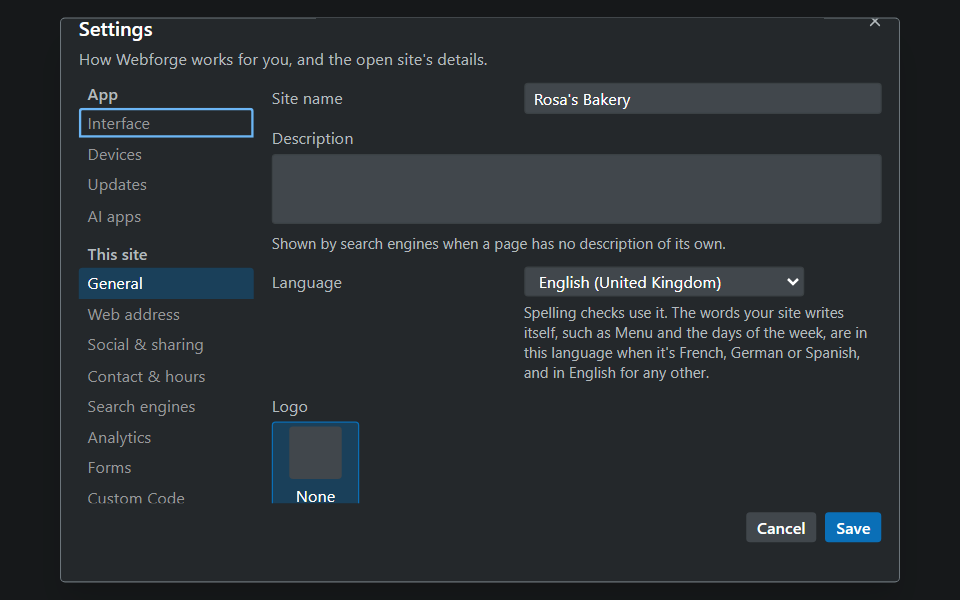 Settings
How Webforge works for you, and the open site's details.
App
Interface
Devices
Updates
AI apps
This site
General
Web address
Social & sharing
Contact & hours
Search engines
Analytics
Forms
Custom Code
Site name
Rosa's Bakery
Description
Shown by search engines when a page has no description of its own.
Language
English (United Kingdom)
Spelling checks use it. The words your site writes
itself, such as Menu and the days of the week, are in
this language when it's French, German or Spanish,
and in English for any other.
Logo
None
Cancel
Save